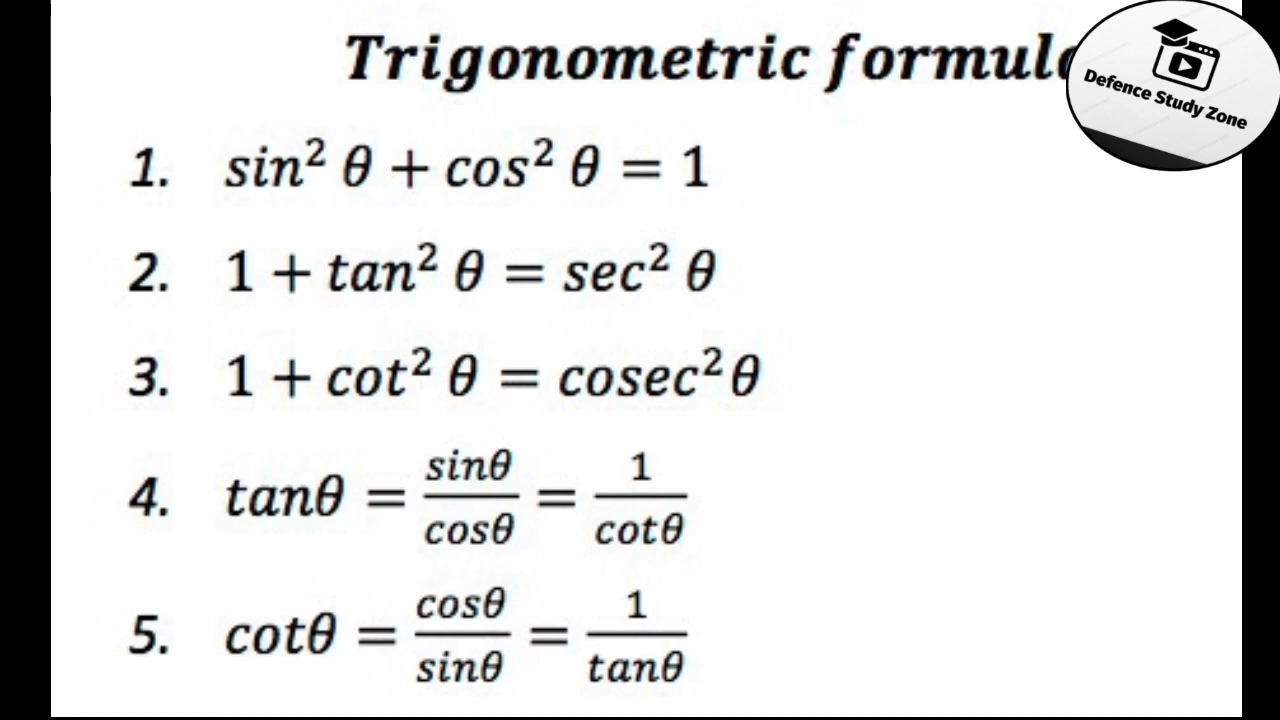 Trigonometric formul
Defence Study Zone
1. sin² θ + cos² θ = 1
2. 1 + tan² θ = sec² θ
3. 1 + cot² θ = cosec²θ
4. tanθ = sinθ/cosθ = 1/cotθ
5. cotθ = cosθ/sinθ = 1/tanθ